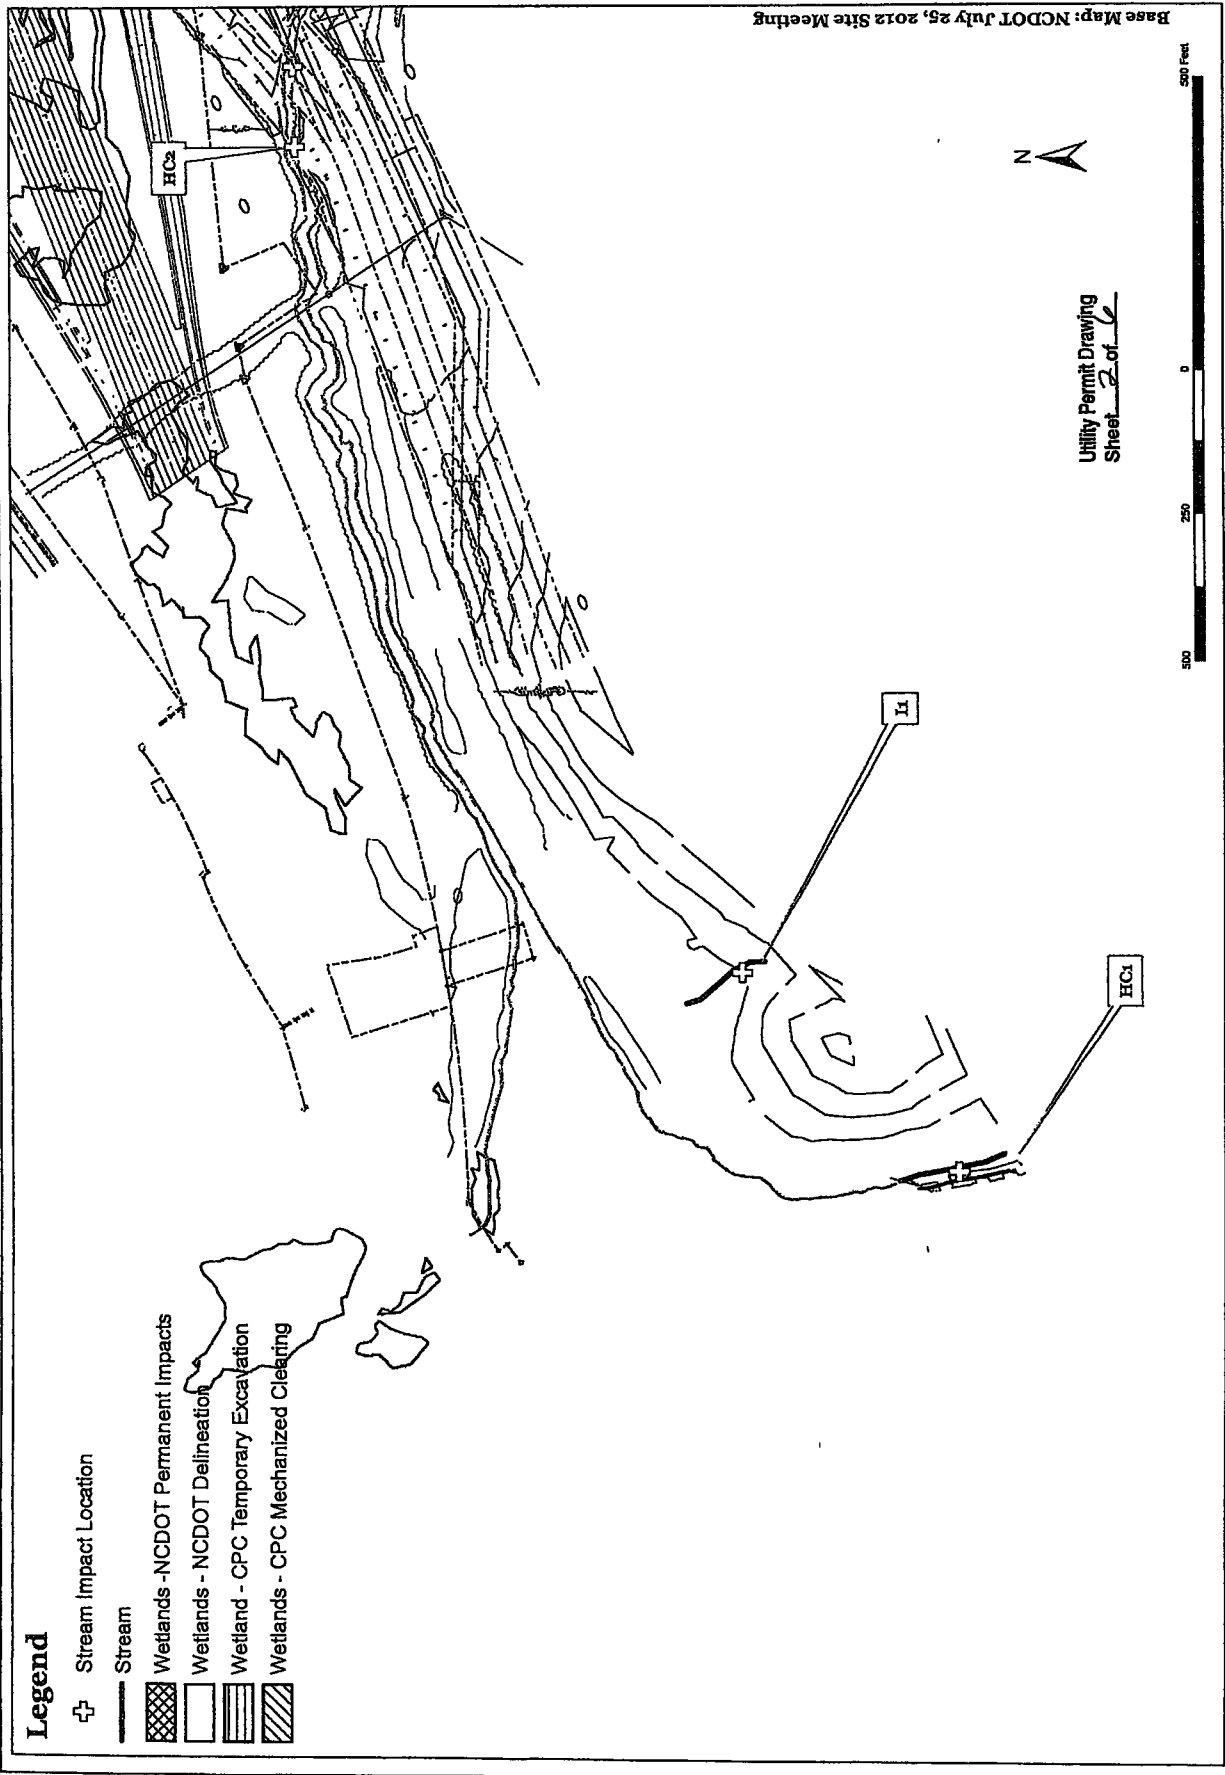 Legend
Stream Impact Location
Stream
Wetlands -NCDOT Permanent Impacts
Wetlands - NCDOT Delineation
Wetland - CPC Temporary Excavation
Wetlands - CPC Mechanized Clearing
HC2
I1
HC1
N
Utility Permit Drawing
Sheet 2 of 6
500
250
0
500 Feet
Base Map: NCDOT July 25, 2012 Site Meeting